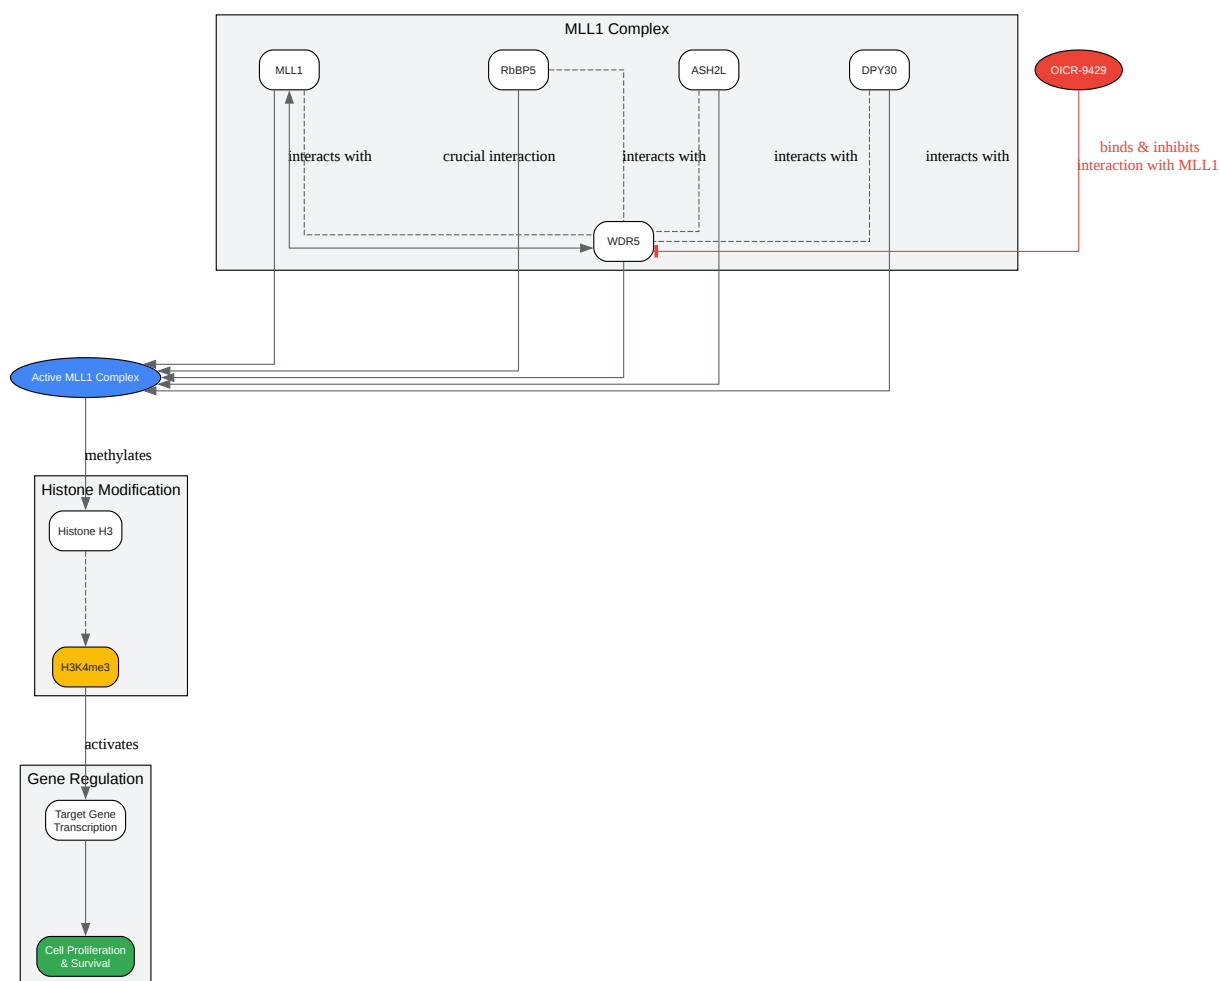 MLL1 Complex
MLL1
RbBP5
ASH2L
DPY30
OICR-9429
interacts with
crucial interaction
interacts with
interacts with
interacts with
binds & inhibits
interaction with MLL1
WDR5
Active MLL1 Complex
methylates
Histone Modification
Histone H3
H3K4me3
activates
Gene Regulation
Target Gene
Transcription
Cell Proliferation
& Survival